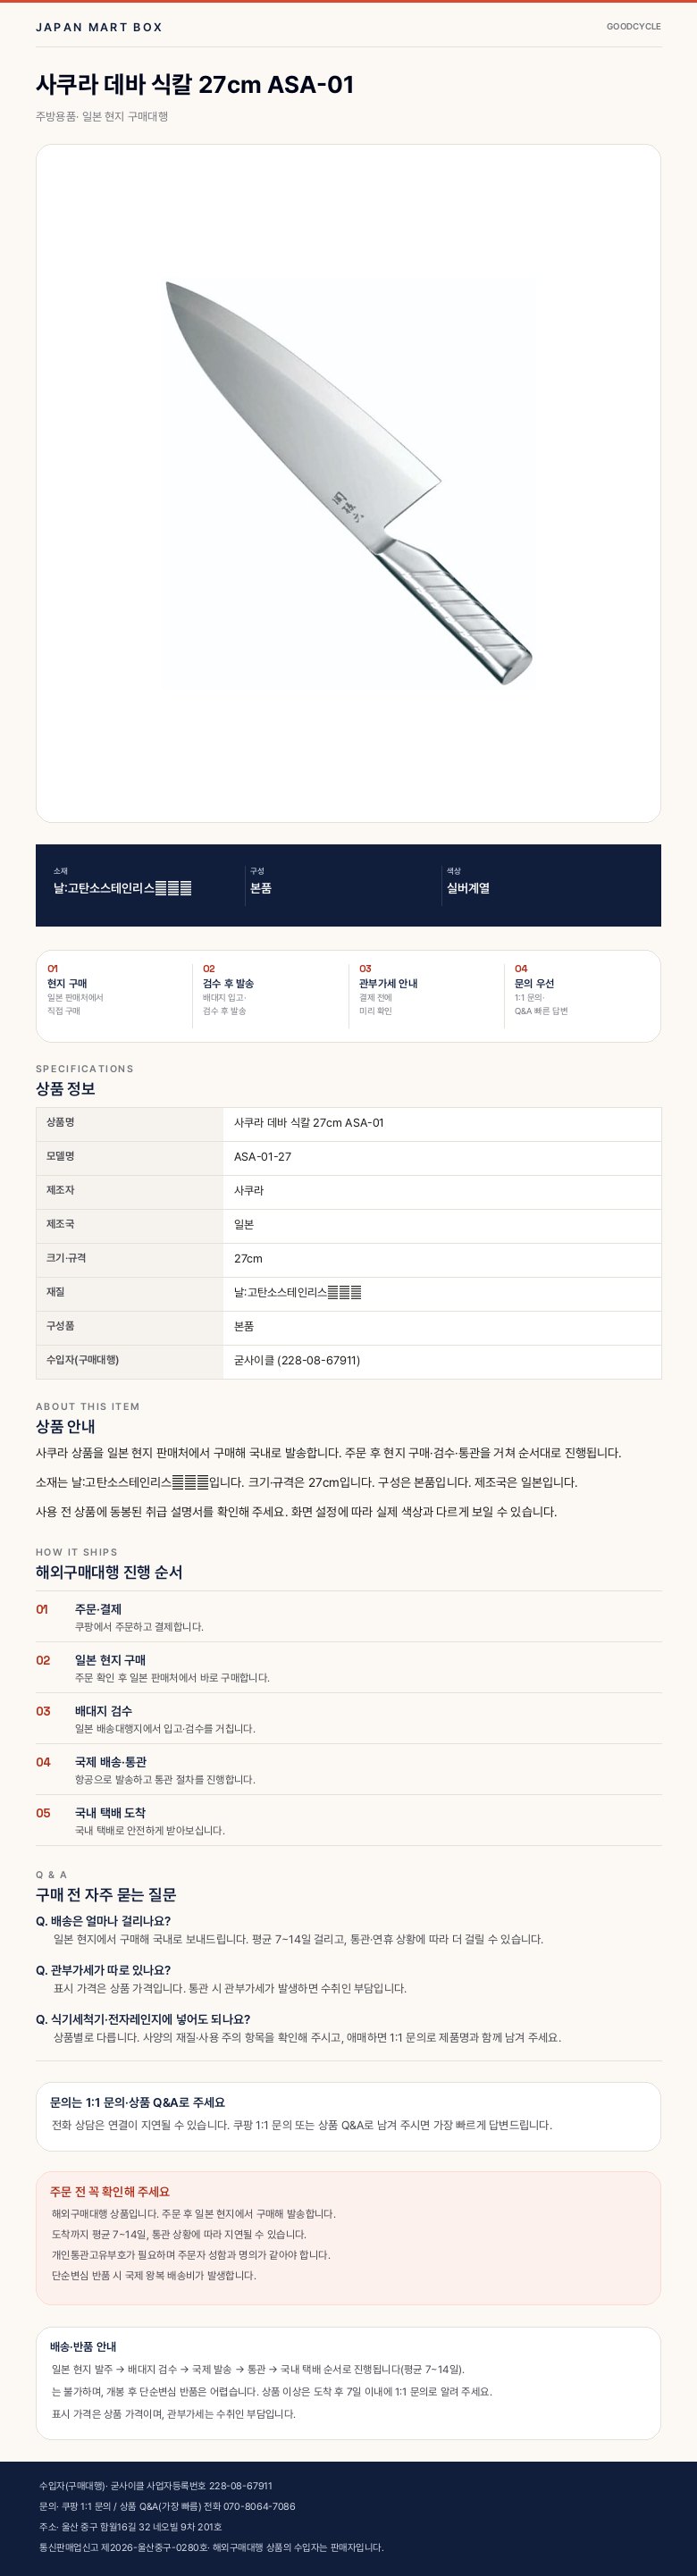 JAPAN MART BOX
GOODCYCLE
사쿠라 데바 식칼 27cm ASA-01
주방용품· 일본 현지 구매대행
関孫六
소재
날:고탄소스테인리스
구성
본품
색상
실버계열
01
현지 구매
일본 판매처에서
직접 구매
02
검수 후 발송
배대지 입고·
검수 후 발송
03
관부가세 안내
결제 전에
미리 확인
04
문의 우선
1:1 문의·
Q&A 빠른 답변
SPECIFICATIONS
상품 정보
상품명 사쿠라 데바 식칼 27cm ASA-01
모델명 ASA-01-27
제조자 사쿠라
제조국 일본
크기·규격 27cm
재질 날:고탄소스테인리스
구성품 본품
수입자(구매대행) 굳사이클 (228-08-67911)
ABOUT THIS ITEM
상품 안내
사쿠라 상품을 일본 현지 판매처에서 구매해 국내로 발송합니다. 주문 후 현지 구매·검수·통관을 거쳐 순서대로 진행됩니다.
소재는 날:고탄소스테인리스입니다. 크기·규격은 27cm입니다. 구성은 본품입니다. 제조국은 일본입니다.
사용 전 상품에 동봉된 취급 설명서를 확인해 주세요. 화면 설정에 따라 실제 색상과 다르게 보일 수 있습니다.
HOW IT SHIPS
해외구매대행 진행 순서
01 주문·결제
쿠팡에서 주문하고 결제합니다.
02 일본 현지 구매
주문 확인 후 일본 판매처에서 바로 구매합니다.
03 배대지 검수
일본 배송대행지에서 입고·검수를 거칩니다.
04 국제 배송·통관
항공으로 발송하고 통관 절차를 진행합니다.
05 국내 택배 도착
국내 택배로 안전하게 받아보십니다.
Q & A
구매 전 자주 묻는 질문
Q. 배송은 얼마나 걸리나요?
일본 현지에서 구매해 국내로 보내드립니다. 평균 7~14일 걸리고, 통관·연휴 상황에 따라 더 걸릴 수 있습니다.
Q. 관부가세가 따로 있나요?
표시 가격은 상품 가격입니다. 통관 시 관부가세가 발생하면 수취인 부담입니다.
Q. 식기세척기·전자레인지에 넣어도 되나요?
상품별로 다릅니다. 사양의 재질·사용 주의 항목을 확인해 주시고, 애매하면 1:1 문의로 제품명과 함께 남겨 주세요.
문의는 1:1 문의·상품 Q&A로 주세요
전화 상담은 연결이 지연될 수 있습니다. 쿠팡 1:1 문의 또는 상품 Q&A로 남겨 주시면 가장 빠르게 답변드립니다.
주문 전 꼭 확인해 주세요
해외구매대행 상품입니다. 주문 후 일본 현지에서 구매해 발송합니다.
도착까지 평균 7~14일, 통관 상황에 따라 지연될 수 있습니다.
개인통관고유부호가 필요하며 주문자 성함과 명의가 같아야 합니다.
단순변심 반품 시 국제 왕복 배송비가 발생합니다.
배송·반품 안내
일본 현지 발주 → 배대지 검수 → 국제 발송 → 통관 → 국내 택배 순서로 진행됩니다(평균 7~14일).
는 불가하며, 개봉 후 단순변심 반품은 어렵습니다. 상품 이상은 도착 후 7일 이내에 1:1 문의로 알려 주세요.
표시 가격은 상품 가격이며, 관부가세는 수취인 부담입니다.
수입자(구매대행)· 굳사이클 사업자등록번호 228-08-67911
문의· 쿠팡 1:1 문의 / 상품 Q&A(가장 빠름) 전화 070-8064-7086
주소· 울산 중구 함월16길 32 네오빌 9차 201호
통신판매업신고 제2026-울산중구-0280호· 해외구매대행 상품의 수입자는 판매자입니다.